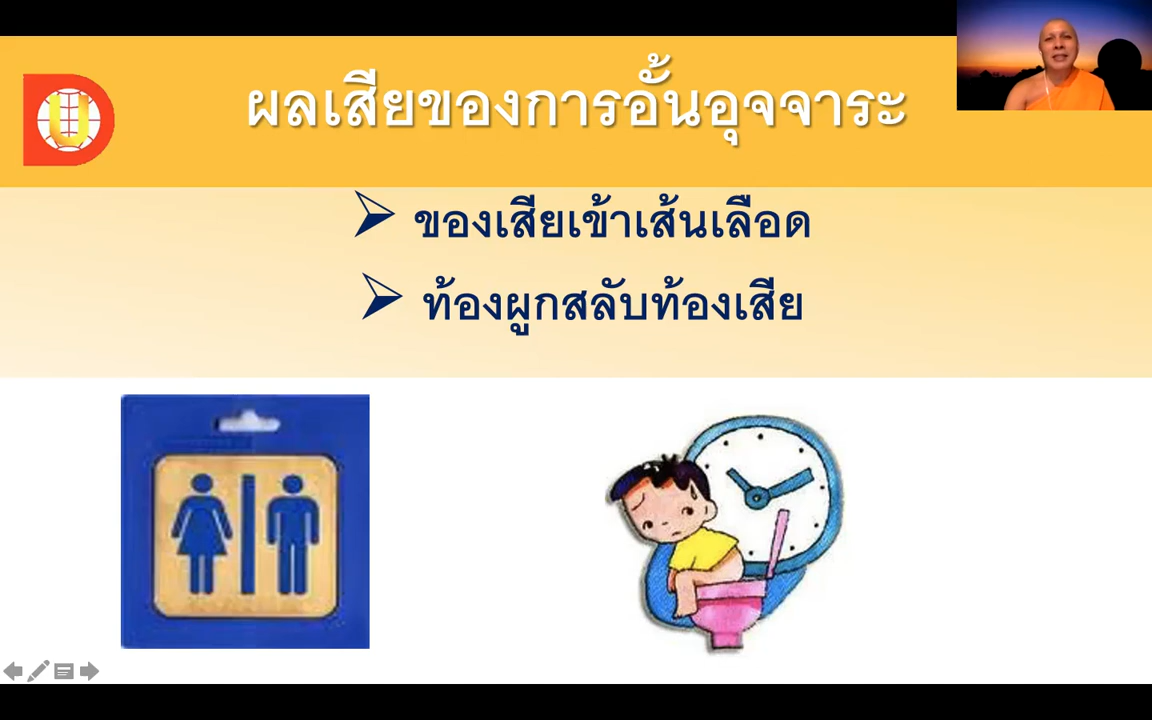 ผลเสียของการอั้นอุจจาระ
ของเสียเข้าเส้นเลือด
ท้องผูกสลับท้องเสีย